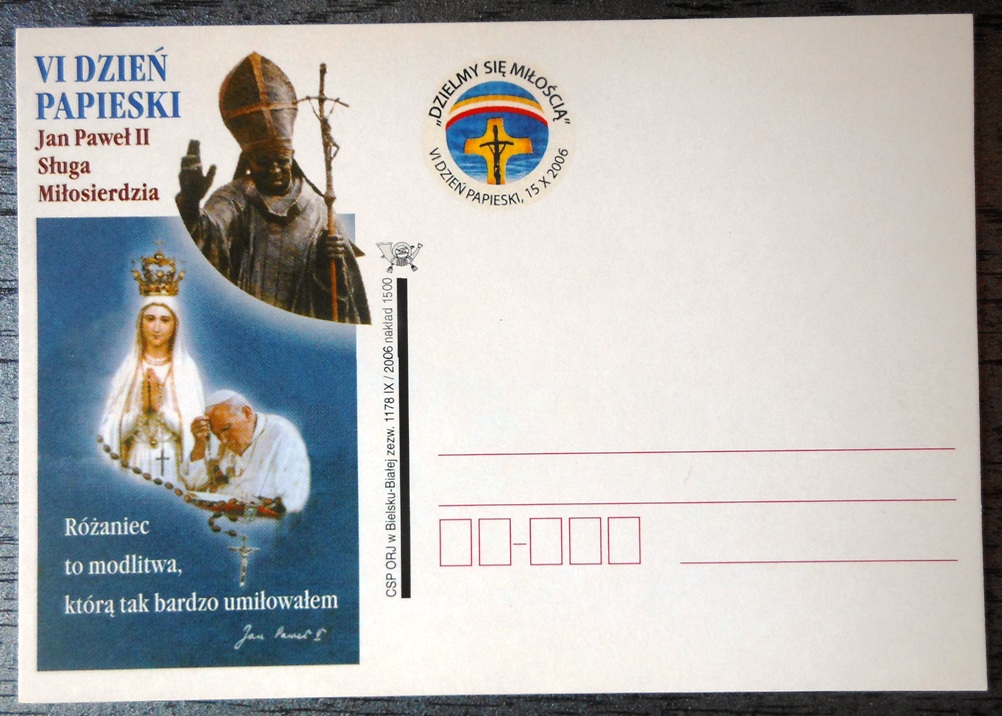 VI DZIEŃ
PAPIESKI
Jan Paweł II
Sługa
Miłosierdzia
„DZIELMY SIĘ MIŁOŚCIĄ”
VI DZIEŃ PAPIESKI, 15 X 2006
CSP ORJ w Bielsku-Białej zezw. 1178 IX / 2006 nakład 1500
Różaniec
to modlitwa,
którą tak bardzo umiłowałem
Jan Paweł II